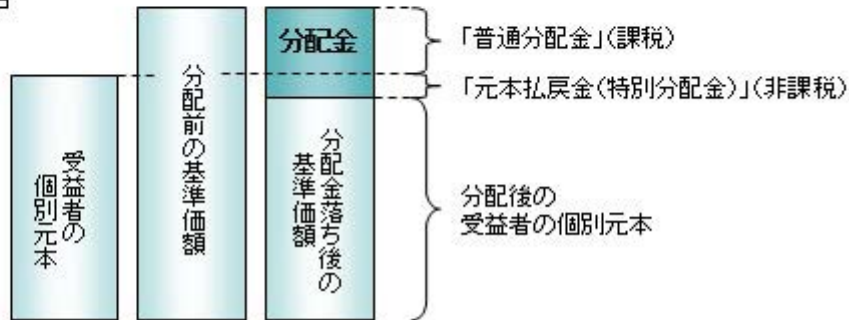 分配金
「普通分配金」(課税)
「元本払戻金(特別分配金)」(非課税)
受益者の
個別元本
分配前の基準価額
分配金落ち後の
基準価額
分配後の
受益者の個別元本